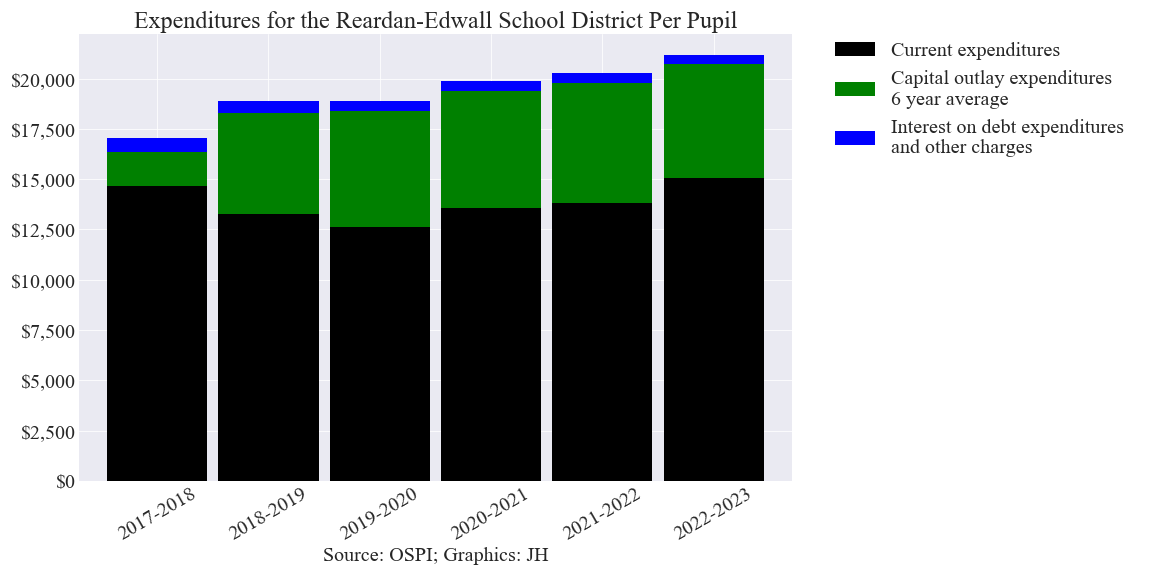 Expenditures for the Reardan-Edwall School District Per Pupil
Current expenditures
Capital outlay expenditures
6 year average
Interest on debt expenditures
and other charges
$20,000
$17,500
$15,000
$12,500
$10,000
$7,500
$5,000
$2,500
$0
2017-2018
2018-2019
2019-2020
2020-2021
2021-2022
2022-2023
Source: OSPI; Graphics: JH